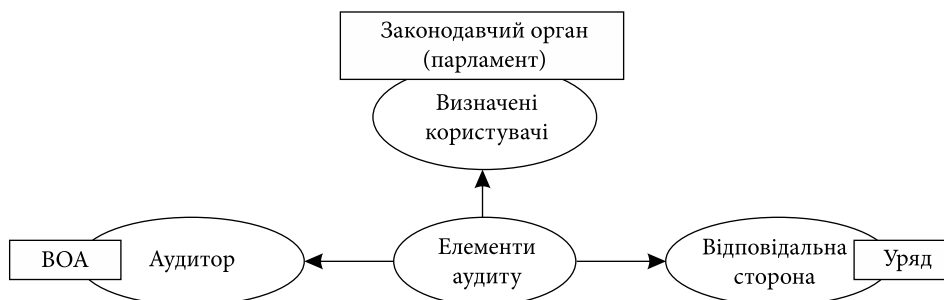 Законодавчий орган
(парламент)
Визначені
користувачі
ВОА
Аудитор
Елементи
аудиту
Відповідальна
сторона
Уряд